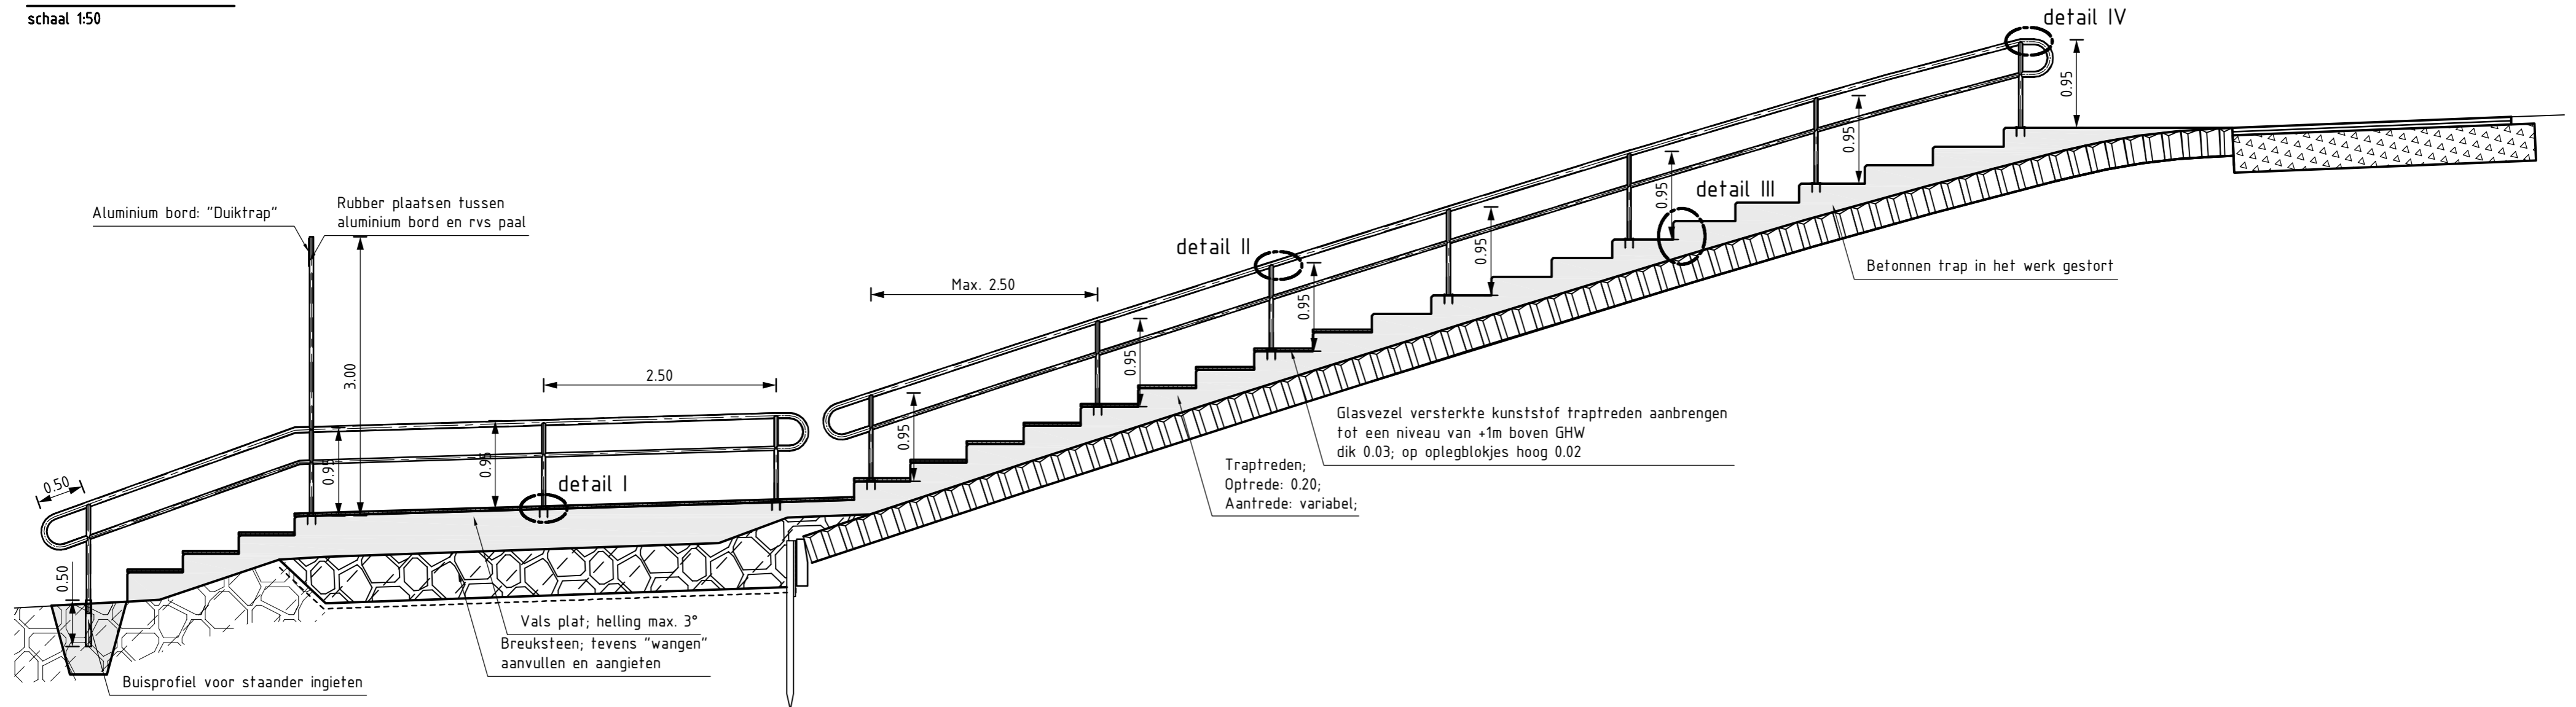 schaal 1:50
detail IV
0.95
0.95
detail III
0.95
Aluminium bord: "Duiktrap"
Rubber plaatsen tussen
aluminium bord en rvs paal
detail II
0.95
Betonnen trap in het werk gestort
Max. 2.50
0.95
0.95
3.00
2.50
0.95
0.95
0.95
0.95
Glasvezel versterkte kunststof traptreden aanbrengen
tot een niveau van +1m boven GHW
dik 0.03; op oplegblokjes hoog 0.02
Traptreden;
Optrede: 0.20;
Aantrede: variabel;
0.50
detail I
0.50
Vals plat; helling max. 3°
Breuksteen; tevens "wangen"
aanvullen en aangieten
Buisprofiel voor staander ingieten